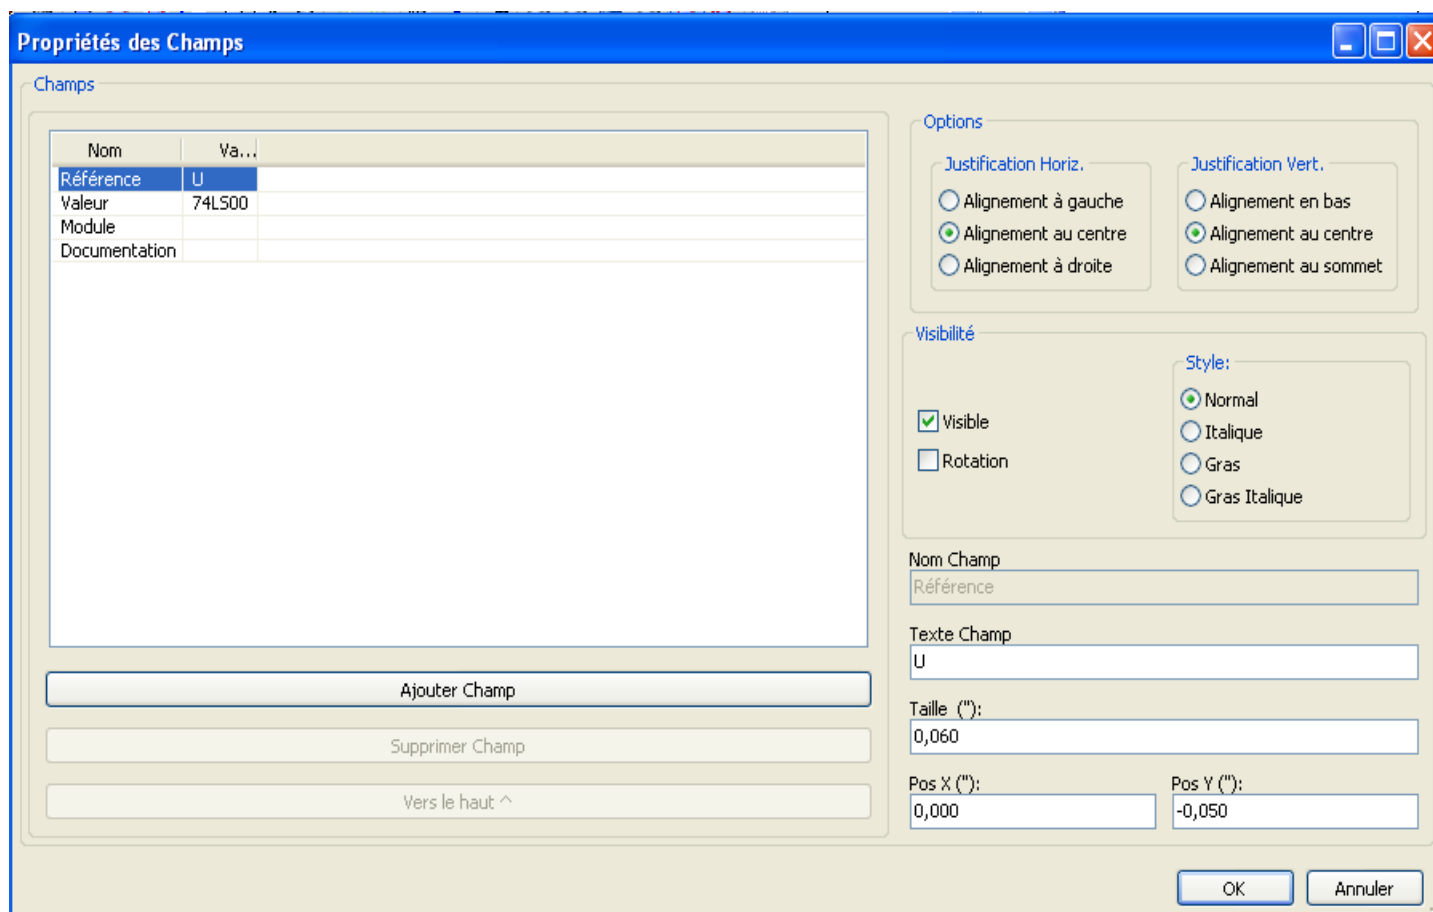 Propriétés des Champs
Champs
Nom Va...
Référence U
Valeur 74LS00
Module
Documentation
Ajouter Champ
Supprimer Champ
Vers le haut ^
Options
Justification Horiz.
Alignement à gauche
Alignement au centre
Alignement à droite
Justification Vert.
Alignement en bas
Alignement au centre
Alignement au sommet
Visibilité
Visible
Rotation
Style:
Normal
Italique
Gras
Gras Italique
Nom Champ
Référence
Texte Champ
U
Taille ("):
0,060
Pos X ("):
0,000
Pos Y ("):
-0,050
OK
Annuler